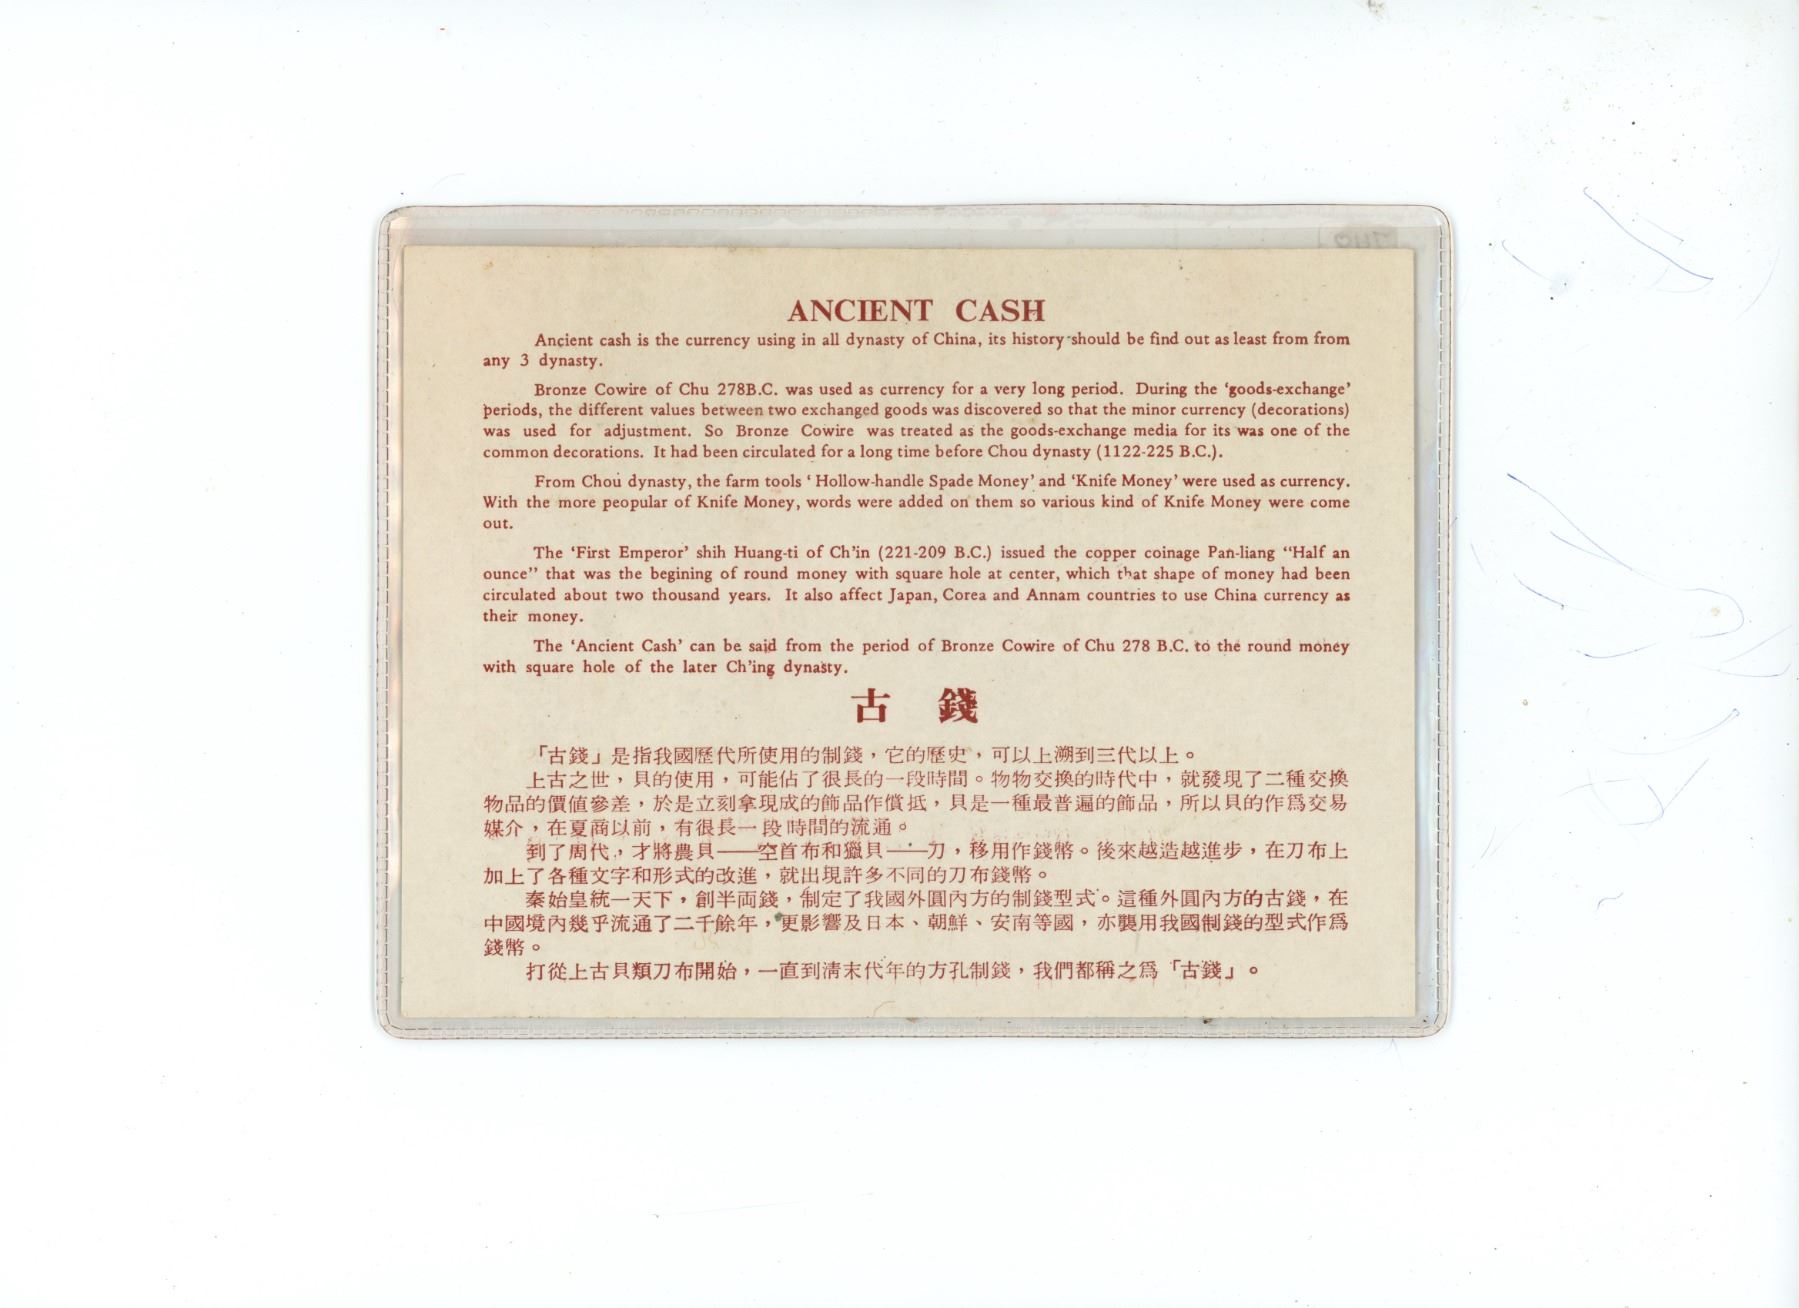 ANCIENT CASH
Ancient cash is the currency using in all dynasty of China, its history should be find out as least from from
any 3 dynasty.
Bronze Cowire of Chu 278B.C. was used as currency for a very long period. During the ‘goods-exchange’
periods, the different values between two exchanged goods was discovered so that the minor currency (decorations)
was used for adjustment. So Bronze Cowire was treated as the goods-exchange media for its was one of the
common decorations. It had been circulated for a long time before Chou dynasty (1122-225 B.C.).
From Chou dynasty, the farm tools ‘Hollow-handle Spade Money’ and ‘Knife Money’ were used as currency.
With the more peopular of Knife Money, words were added on them so various kind of Knife Money were come
out.
The ‘First Emperor’ shih Huang-ti of Ch’in (221-209 B.C.) issued the copper coinage Pan-liang “Half an
ounce” that was the begining of round money with square hole at center, which that shape of money had been
circulated about two thousand years. It also affect Japan, Corea and Annam countries to use China currency as
their money.
The ‘Ancient Cash’ can be said from the period of Bronze Cowire of Chu 278 B.C. to the round money
with square hole of the later Ch’ing dynasty.
古 錢
「古錢」是指我國歷代所使用的制錢，它的歷史，可以上溯到三代以上。
上古之世，貝的使用，可能佔了很長的一段時間。物物交換的時代中，就發現了二種交換
物品的價值參差，於是立刻拿現成的飾品作償抵，貝是一種最普遍的飾品，所以貝的作爲交易
媒介，在夏商以前，有很長一段時間的流通。
到了周代，才將農具——空首布和獵具——刀，移用作錢幣。後來越造越進步，在刀布上
加上了各種文字和形式的改進，就出現許多不同的刀布錢幣。
秦始皇統一天下，創半両錢，制定了我國外圓內方的制錢型式。這種外圓內方的古錢，在
中國境內幾乎流通了二千餘年，更影響及日本、朝鮮、安南等國，亦襲用我國制錢的型式作爲
錢幣。
打從上古貝類刀布開始，一直到清末代年的方孔制錢，我們都稱之爲「古錢」。